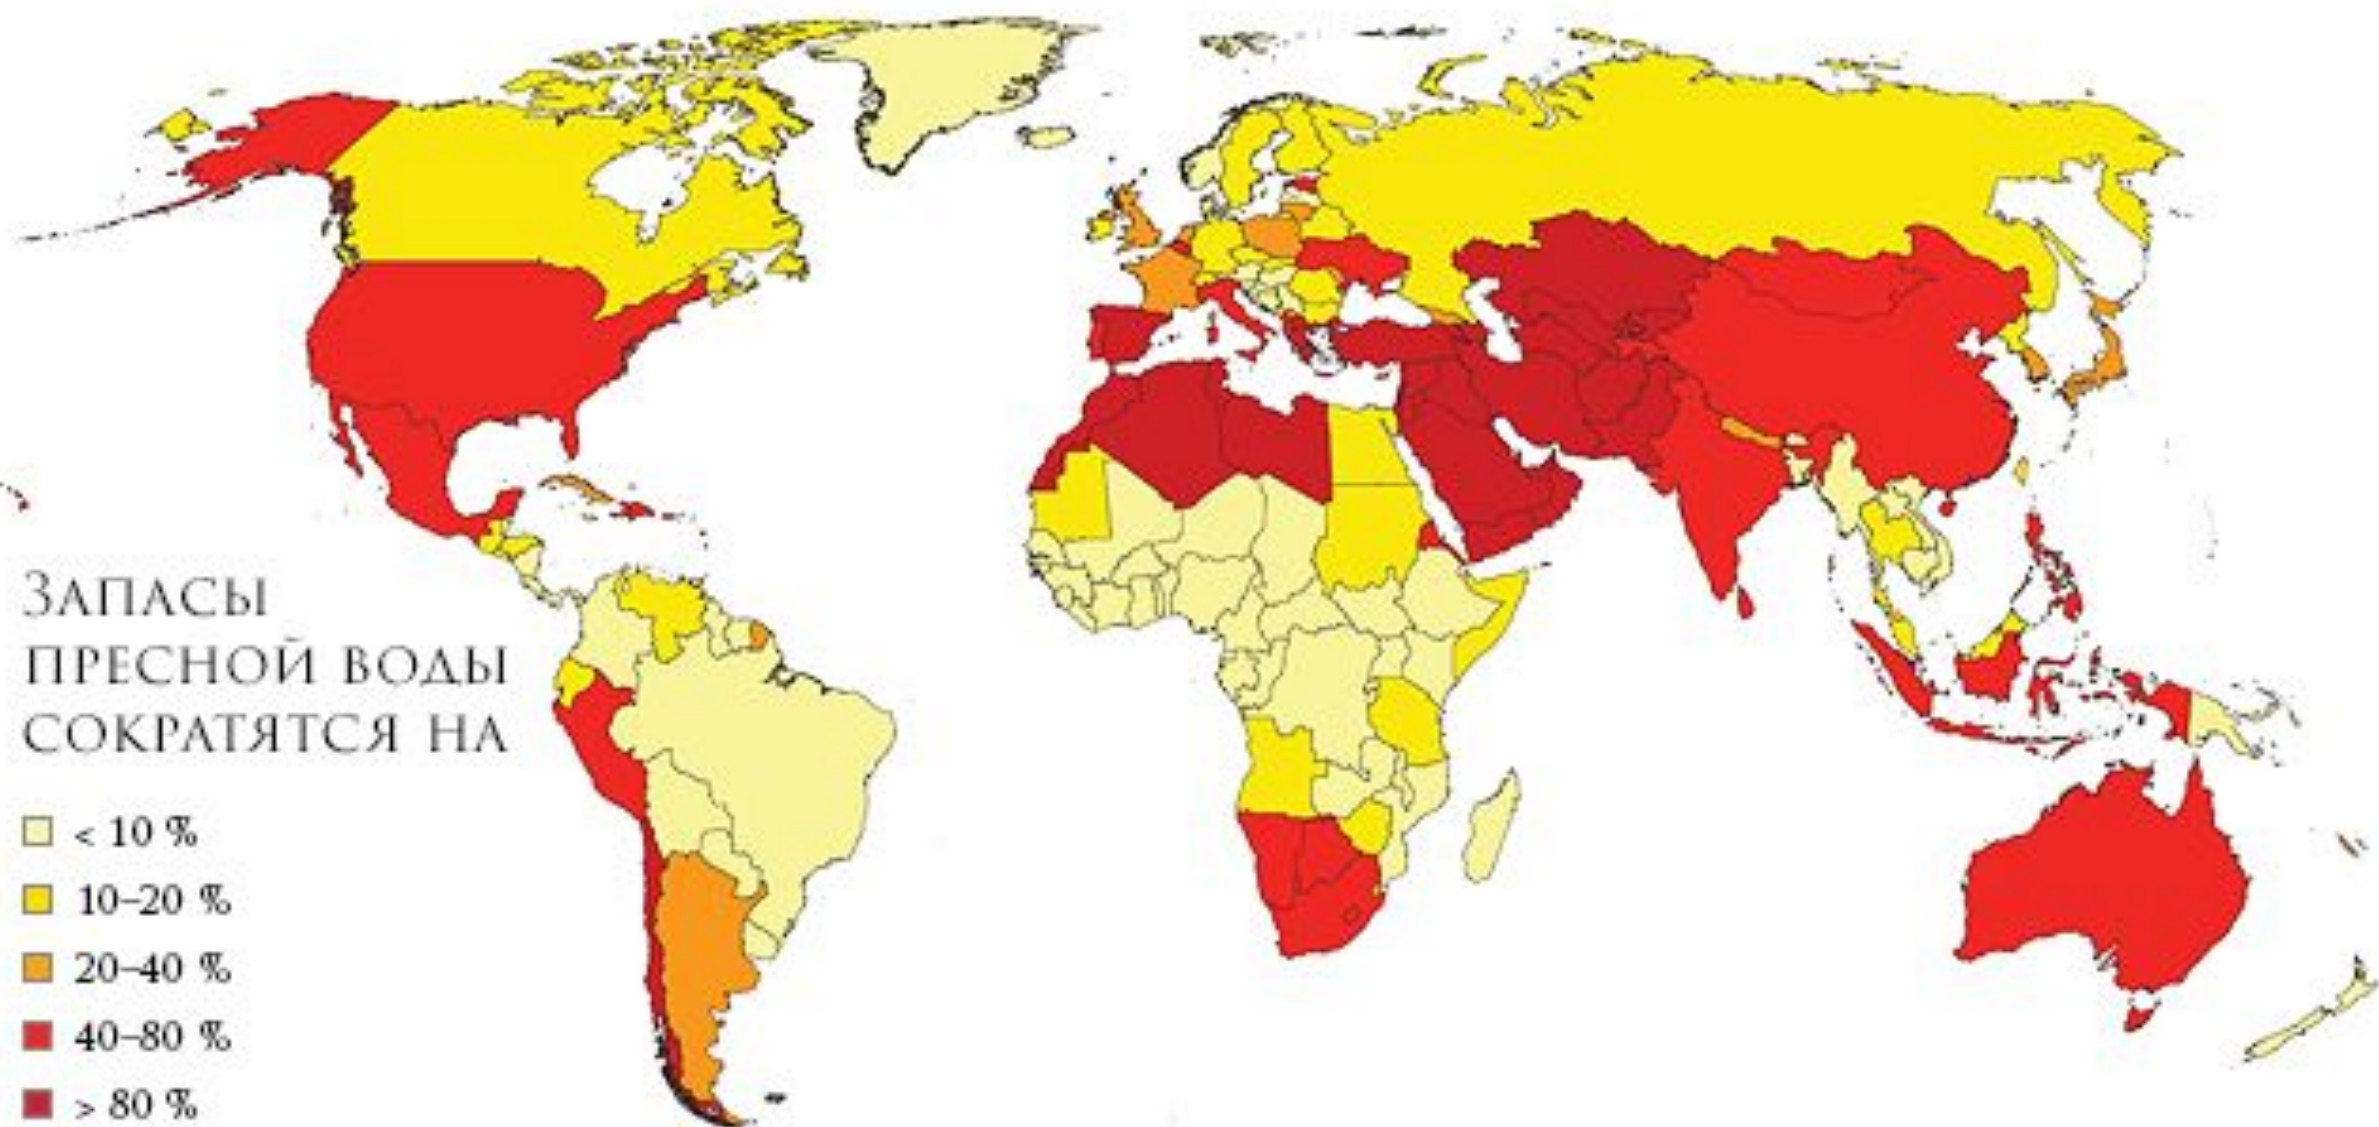 Запасы
пресной воды
сократятся на
< 10 %
10–20 %
20–40 %
40–80 %
> 80 %